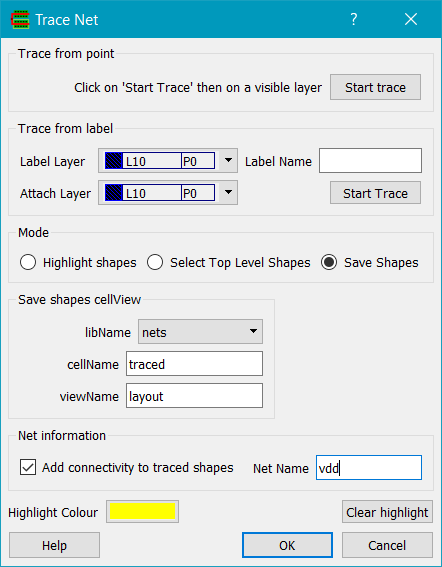 Trace Net ? ×
Trace from point
Click on 'Start Trace' then on a visible layer Start trace
Trace from label
Label Layer L10 P0 Label Name
Attach Layer L10 P0 Start Trace
Mode
Highlight shapes Select Top Level Shapes Save Shapes
Save shapes cellView
libName nets
cellName traced
viewName layout
Net information
Add connectivity to traced shapes Net Name vdd
Highlight Colour Clear highlight
Help OK Cancel